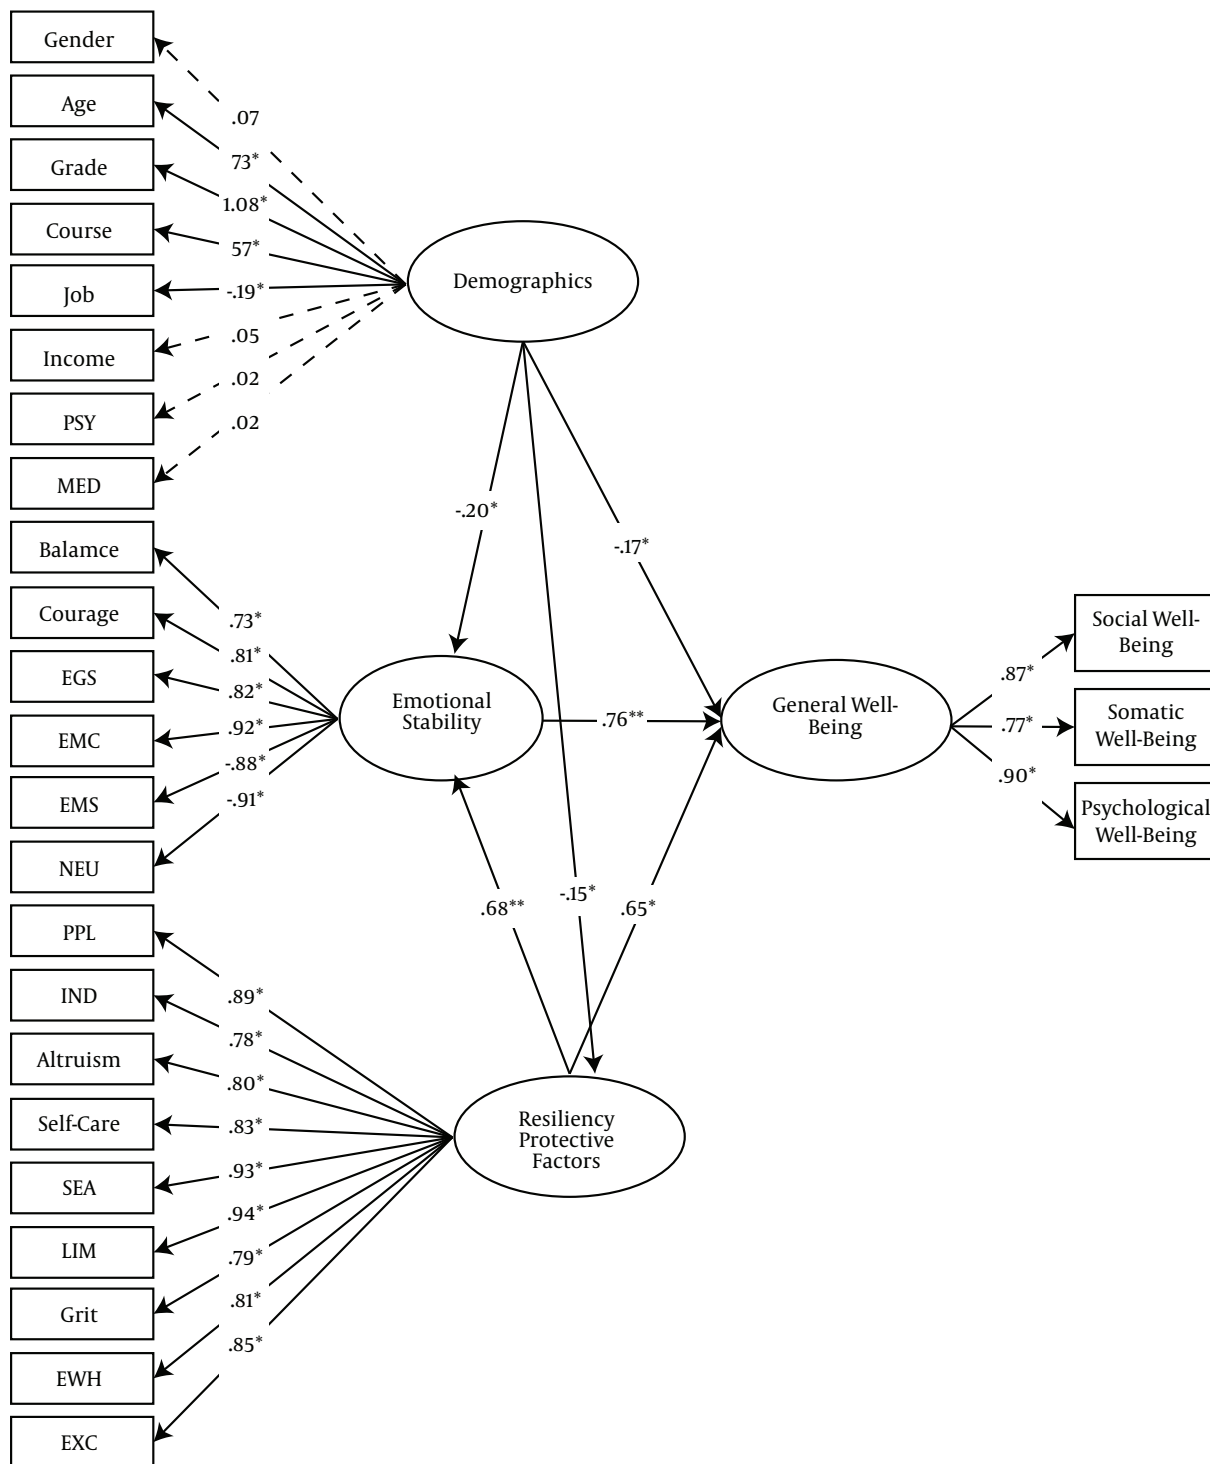 Gender
Age
Grade
Course
Job
Income
PSY
MED
Balamce
Courage
EGS
EMC
EMS
NEU
PPL
IND
Altruism
Self-Care
SEA
LIM
Grit
EWH
EXC
.07
73*
1.08*
57*
-.19*
.05
.02
.02
.73*
.81*
.82*
.92*
-.88*
-.91*
.89*
.78*
.80*
.83*
.93*
.94*
.79*
.81*
.85*
Demographics
-.20*
-.17*
Emotional
Stability
.76**
General Well-
Being
.68**
-.15*
.65*
Resiliency
Protective
Factors
.87*
.77*
.90*
Social Well-
Being
Somatic
Well-Being
Psychological
Well-Being